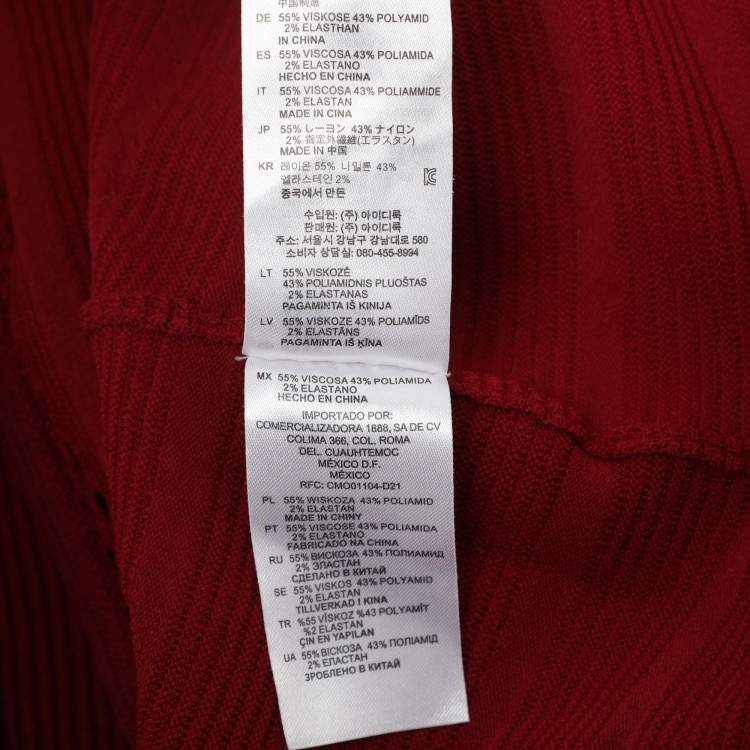 中国制造
DE 55% VISKOSE 43% POLYAMID
2% ELASTHAN
IN CHINA
ES 55% VISCOSA 43% POLIAMIDA
2% ELASTANO
HECHO EN CHINA
IT 55% VISCOSA 43% POLIAMMIDE
2% ELASTAN
MADE IN CINA
JP 55% レーヨン 43% ナイロン
2% 指定外繊維(エラスタン)
MADE IN 中国
KR 레이온 55% 나일론 43%
엘라스테인 2%
중국에서 만든
수입원: (주) 아이디룩
판매원: (주) 아이디룩
주소: 서울시 강남구 강남대로 580
소비자 상담실: 080-455-8994
LT 55% VISKOZĖ
43% POLIAMIDNIS PLUOŠTAS
2% ELASTANAS
PAGAMINTA IŠ KINIJA
LV 55% VISKOZE 43% POLIAMĪDS
2% ELASTĀNS
PAGAMINTA IŠ ĶĪNA
MX 55% VISCOSA 43% POLIAMIDA
2% ELASTANO
HECHO EN CHINA
IMPORTADO POR:
COMERCIALIZADORA 1888, SA DE CV
COLIMA 366, COL. ROMA
DEL. CUAUHTEMOC
MÉXICO D.F.
MÉXICO
RFC: CMO01104-D21
PL 55% WISKOZA 43% POLIAMID
2% ELASTAN
MADE IN CHINY
PT 55% VISCOSE 43% POLIAMIDA
2% ELASTANO
FABRICADO NA CHINA
RU 55% ВИСКОЗА 43% ПОЛИАМИД
2% ЭЛАСТАН
СДЕЛАНО В КИТАЙ
SE 55% VISKOS 43% POLYAMID
2% ELASTAN
TILLVERKAD I KINA
TR %55 VİSKOZ %43 POLYAMİT
%2 ELASTAN
ÇIN EN YAPILAN
UA 55% ВІСКОЗА 43% ПОЛІАМІД
2% ЕЛАСТАН
ЗРОБЛЕНО В КИТАЙ